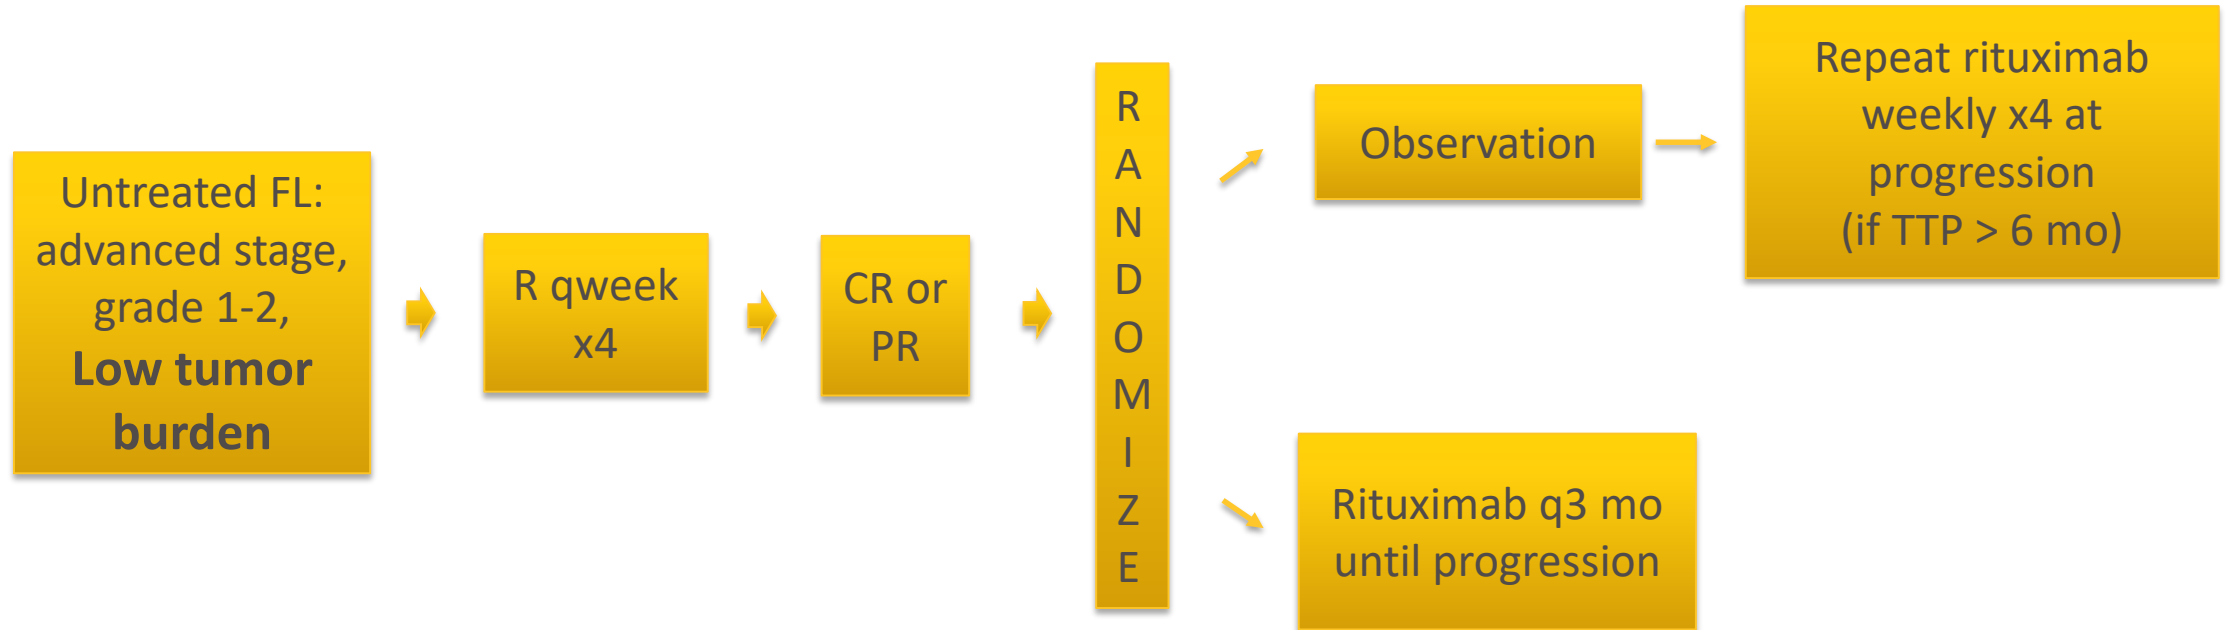 Untreated FL:
advanced stage,
grade 1-2,
Low tumor
burden
R qweek
x4
CR or
PR
R
A
N
D
O
M
I
Z
E
Observation
Repeat rituximab
weekly x4 at
progression
(if TTP > 6 mo)
Rituximab q3 mo
until progression